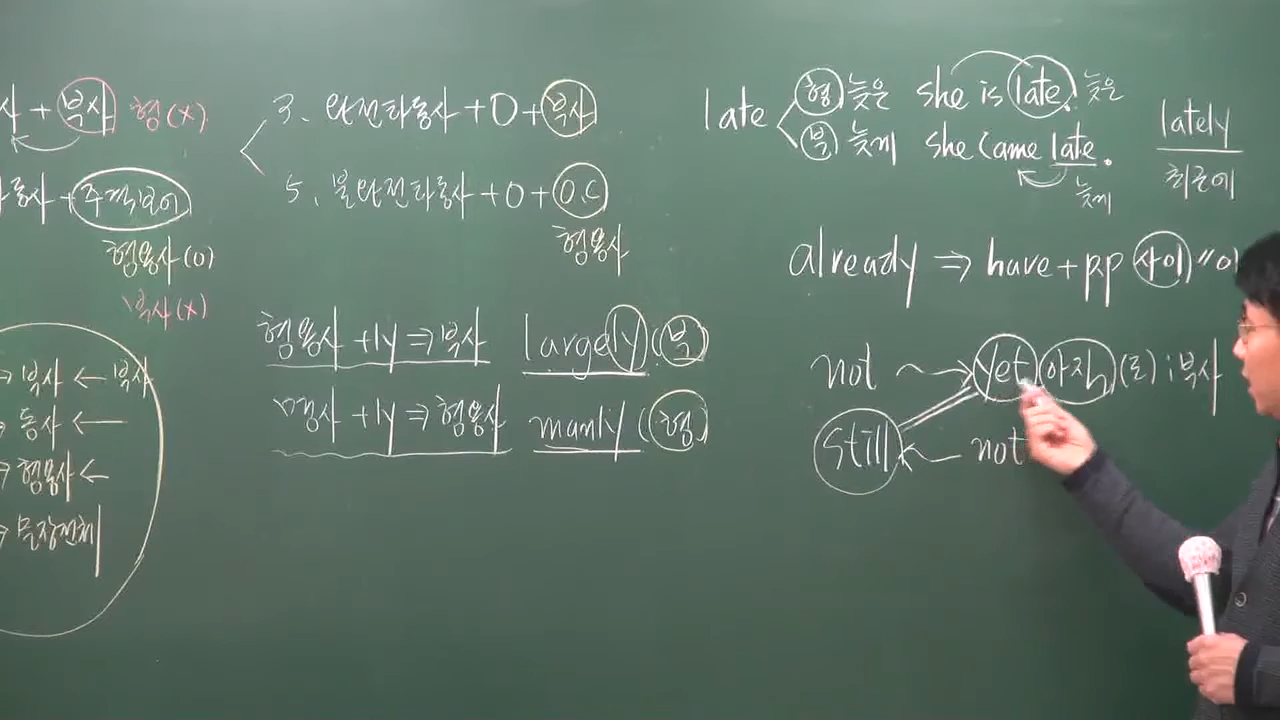 사 + 부사 형(x)
동사 + 주격보어
형용사(o)
부사(x)
부사 ← 부사
동사 ←
형용사 ←
문장전체
3. 완전타동사 + O + 부사
5. 불완전타동사 + O + O.C
형용사
형용사 + ly ⇒ 부사 largely (부)
명사 + ly ⇒ 형용사 manly (형)
late
형 늦은 she is late. 늦은
부 늦게 she came late.
늦게
lately
최근에
already ⇒ have + p.p 사이
not yet 아직 (도) ; 부사
still ← not